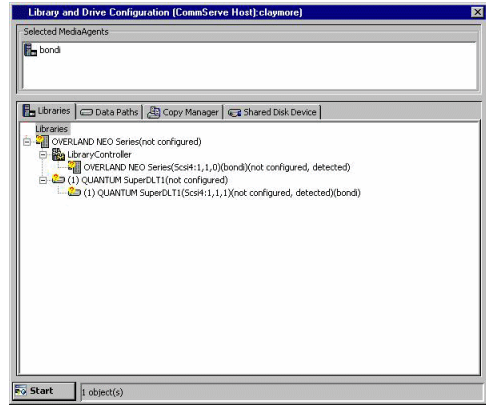 Library and Drive Configuration (CommServe Host):claymore)
Selected MediaAgents
bondi
Libraries Data Paths Copy Manager Shared Disk Device
Libraries
OVERLAND NEO Series(not configured)
LibraryController
OVERLAND NEO Series(Scsi4:1,1,0)(bondi)(not configured, detected)
(1) QUANTUM SuperDLT1(not configured)
(1) QUANTUM SuperDLT1(Scsi4:1,1,1)(not configured, detected)(bondi)
Start 1 object(s)